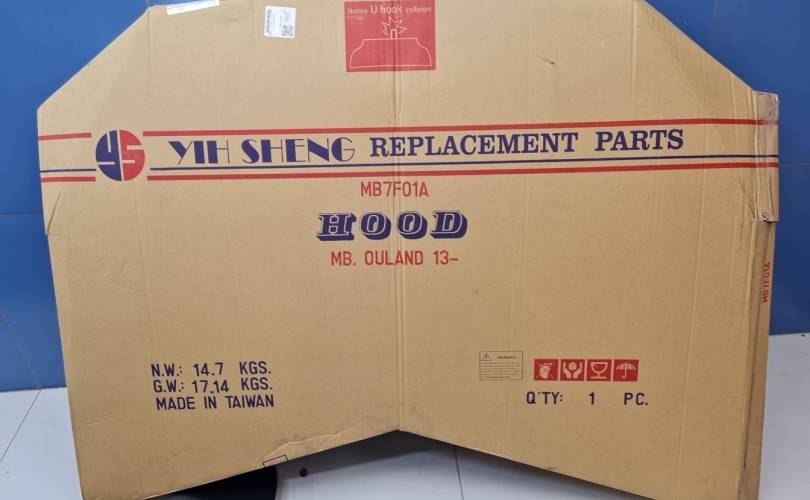 Notice U hook collision
YS
YIH SHENG REPLACEMENT PARTS
MB7F01A
HOOD
MB. OULAND 13-
MB7F01A
N.W.: 14.7 KGS.
G.W.: 17.14 KGS.
MADE IN TAIWAN
WARNING
Q'TY: 1 PC.